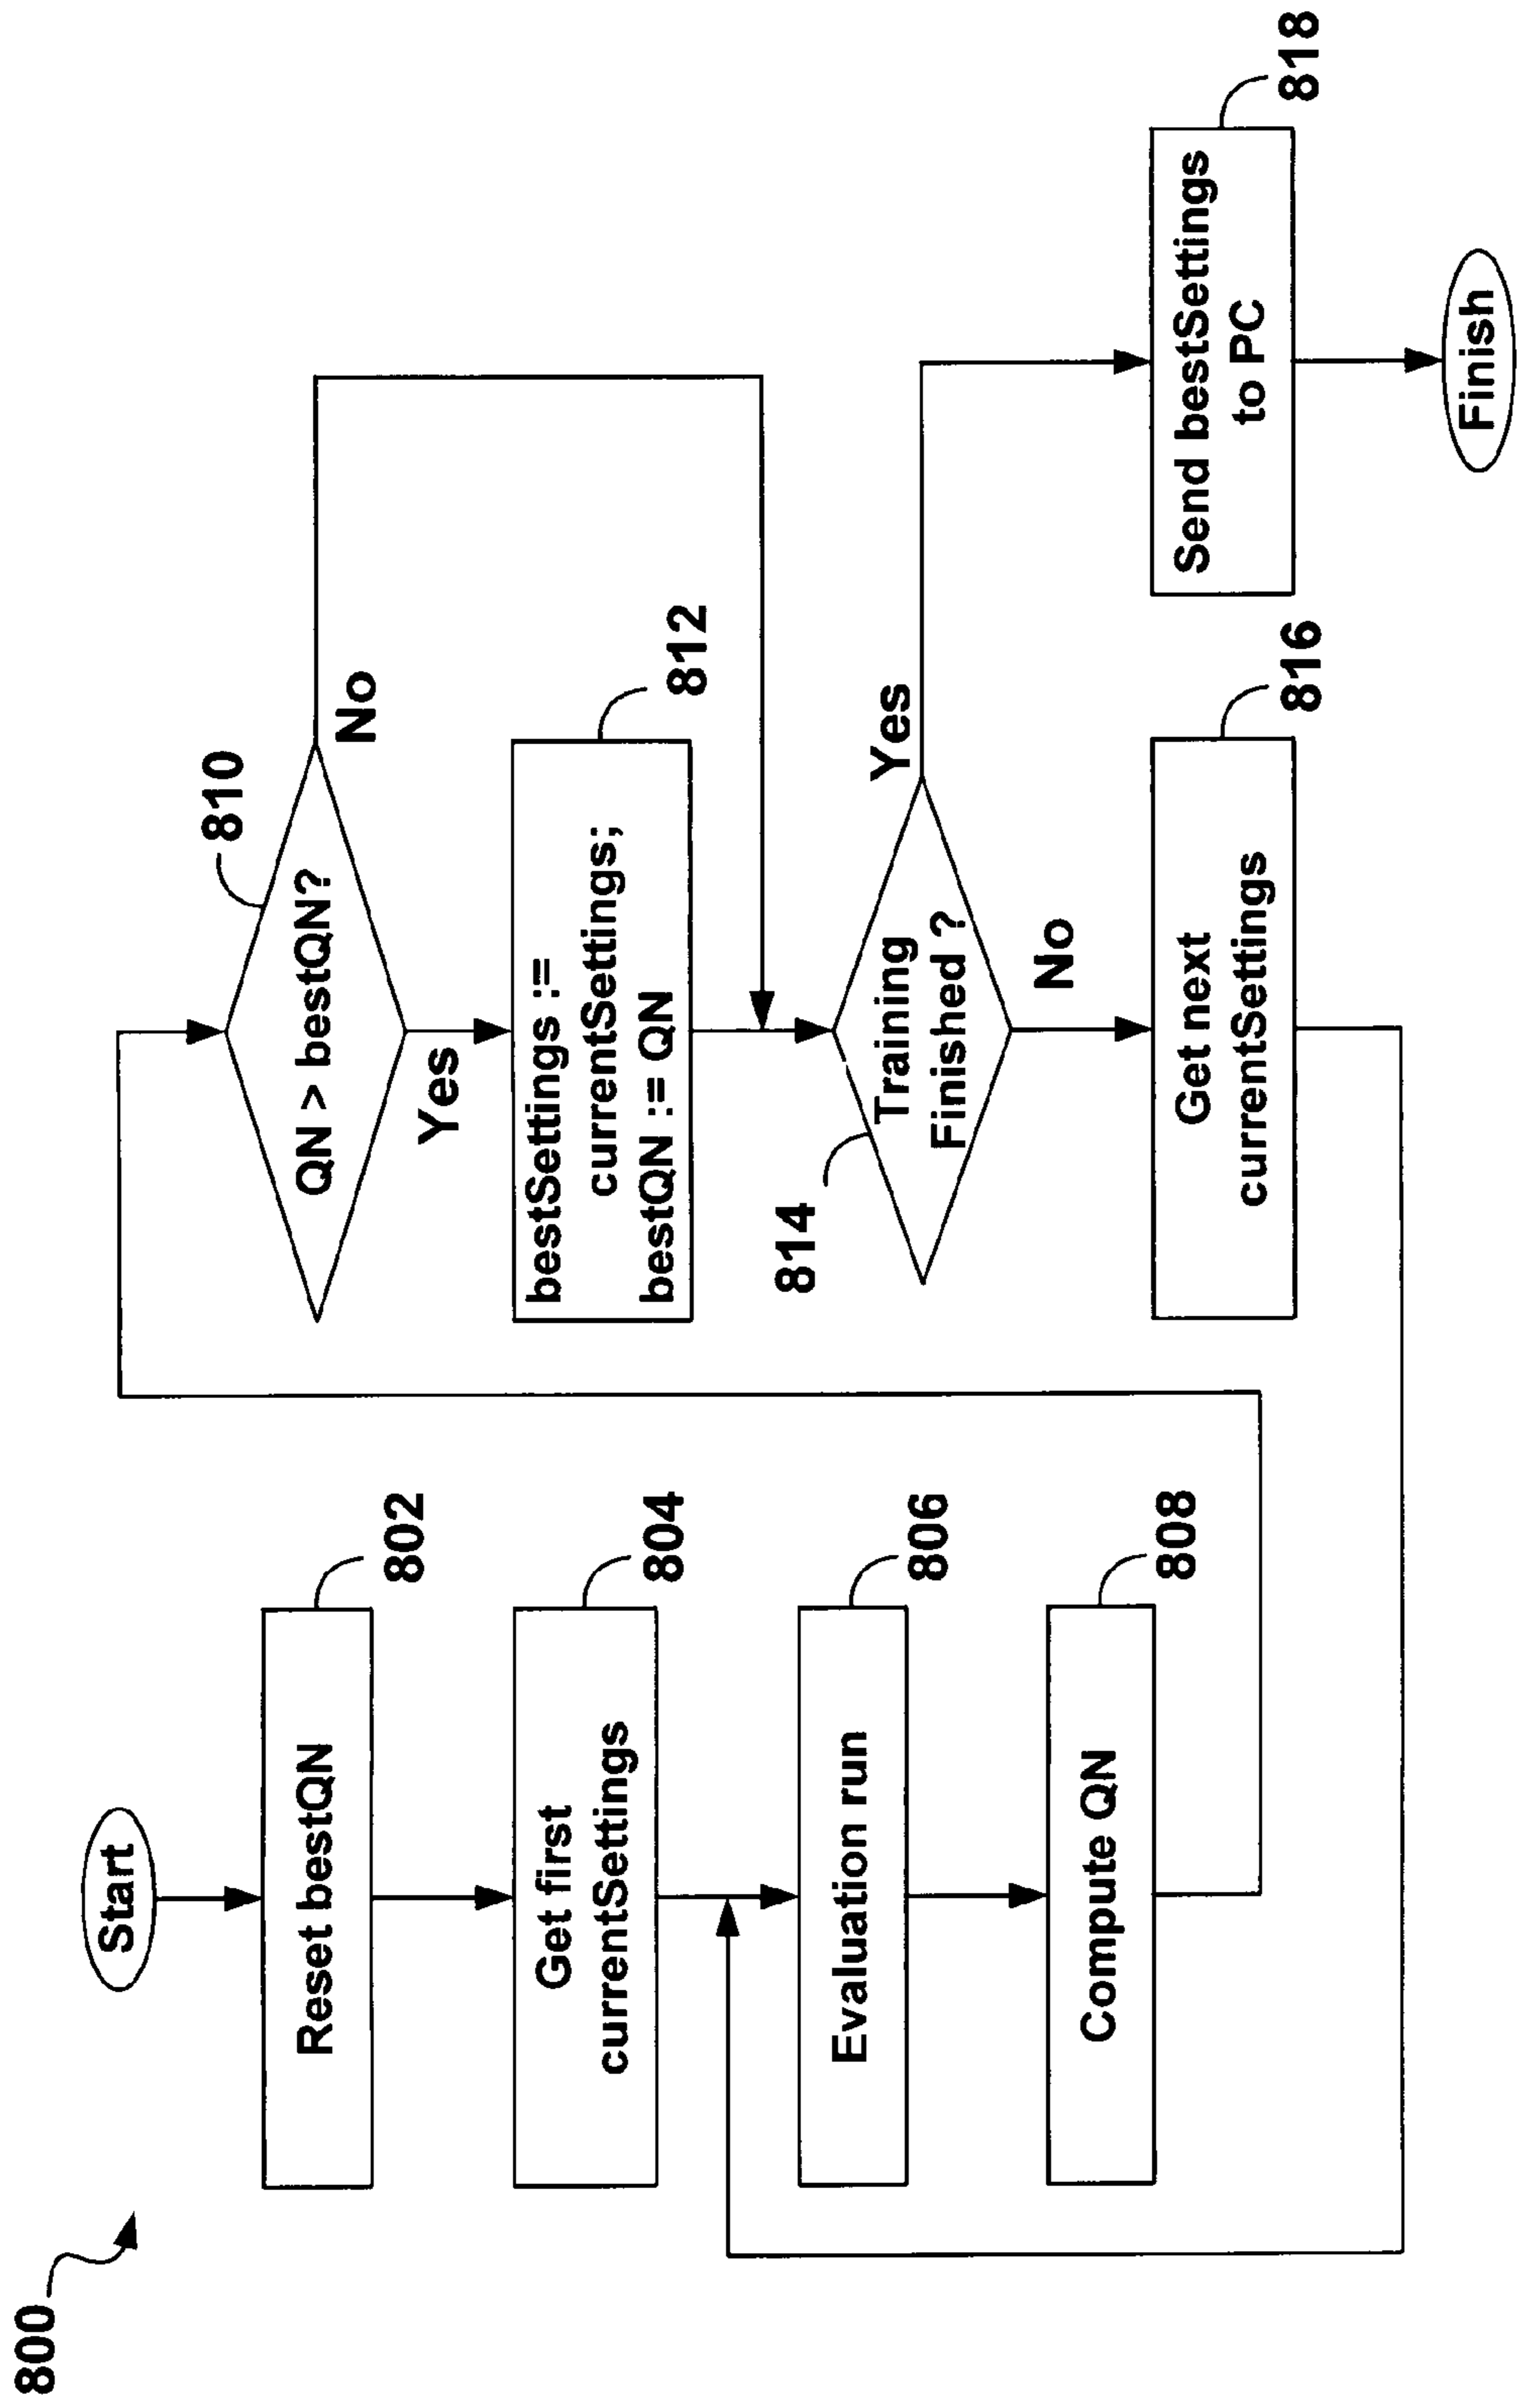 800
Start
Reset bestQN
802
Get first
currentSettings
804
Evaluation run
806
Compute QN
808
QN > bestQN?
810
No
Yes
bestSettings :=
currentSettings;
bestQN := QN
812
Training
Finished ?
814
Yes
No
Get next
currentSettings
816
Send bestSettings
to PC
818
Finish